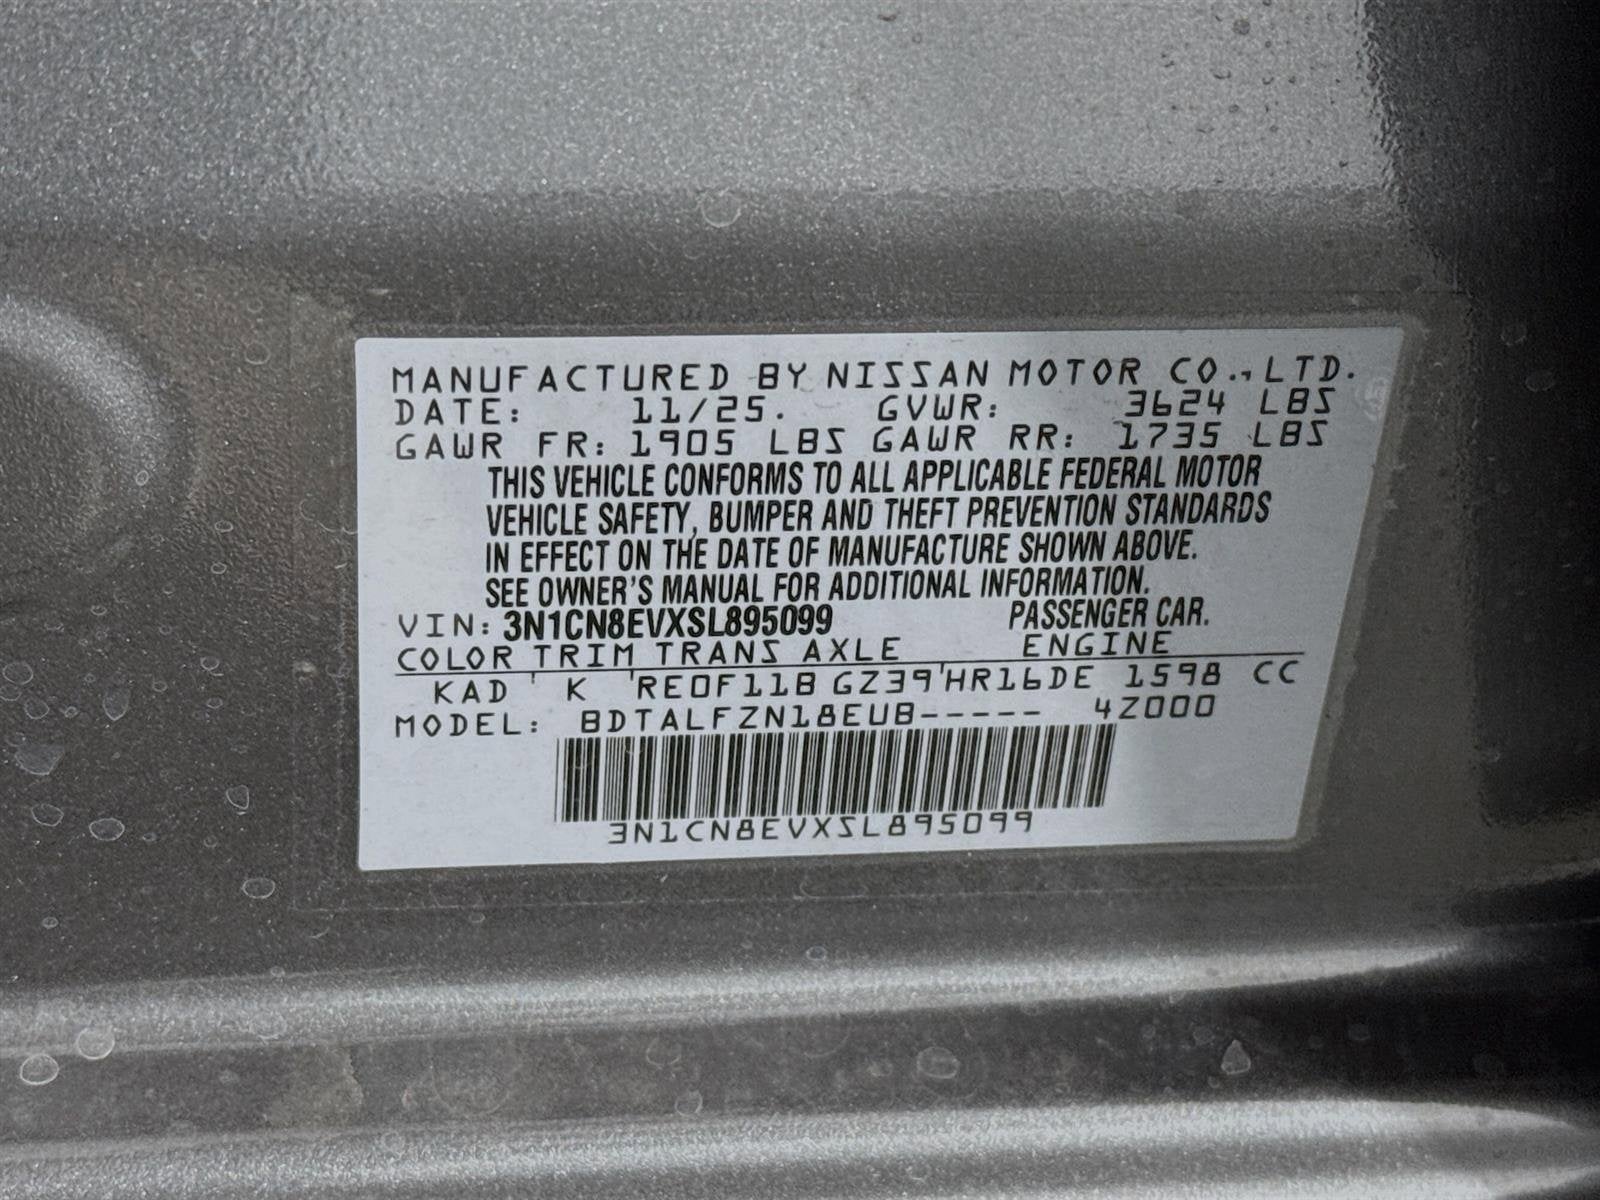 MANUFACTURED BY NISSAN MOTOR CO., LTD.
DATE: 11/25. GVWR: 3624 LBS
GAWR FR: 1905 LBS GAWR RR: 1735 LBS
THIS VEHICLE CONFORMS TO ALL APPLICABLE FEDERAL MOTOR
VEHICLE SAFETY, BUMPER AND THEFT PREVENTION STANDARDS
IN EFFECT ON THE DATE OF MANUFACTURE SHOWN ABOVE.
SEE OWNER'S MANUAL FOR ADDITIONAL INFORMATION.
VIN: 3N1CN8EVXSL895099 PASSENGER CAR.
COLOR TRIM TRANS AXLE ENGINE
KAD K RE0F11B GZ39 HR16DE 1598 CC
MODEL: BDTALFZN18EUB----- 4Z000
3N1CN8EVXSL895099